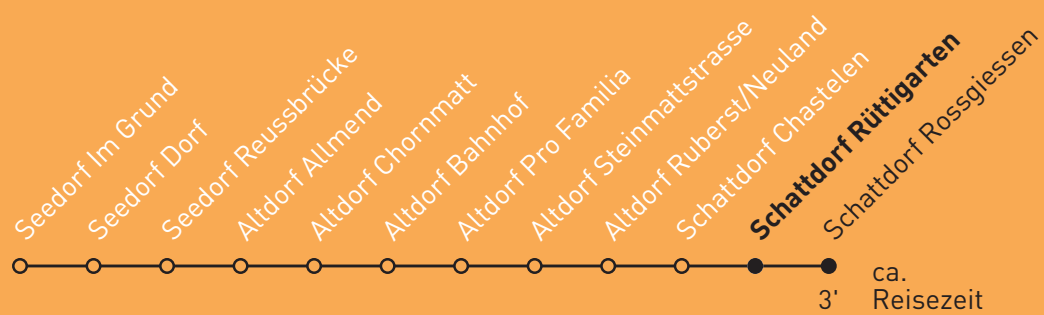 Seedorf Im Grund
Seedorf Dorf
Seedorf Reussbrücke
Altdorf Allmend
Altdorf Chornmatt
Altdorf Bahnhof
Altdorf Pro Familia
Altdorf Steinmattstrasse
Altdorf Ruberst/Neuland
Schattdorf Chastelen
Schattdorf Rüttigarten
Schattdorf Rossgiessen
ca.
3' Reisezeit